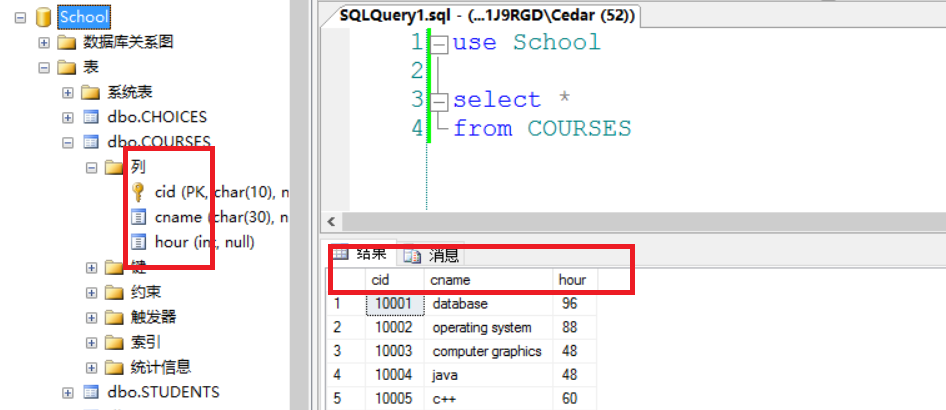 School
数据库关系图
表
系统表
dbo.CHOICES
dbo.COURSES
列
cid (PK, char(10), n
cname (char(30), n
hour (int, null)
键
约束
触发器
索引
统计信息
dbo.STUDENTS
SQLQuery1.sql - (...1J9RGD\Cedar (52))
1 use School
2
3 select *
4 from COURSES
结果 消息
cid cname hour
1 10001 database 96
2 10002 operating system 88
3 10003 computer graphics 48
4 10004 java 48
5 10005 c++ 60